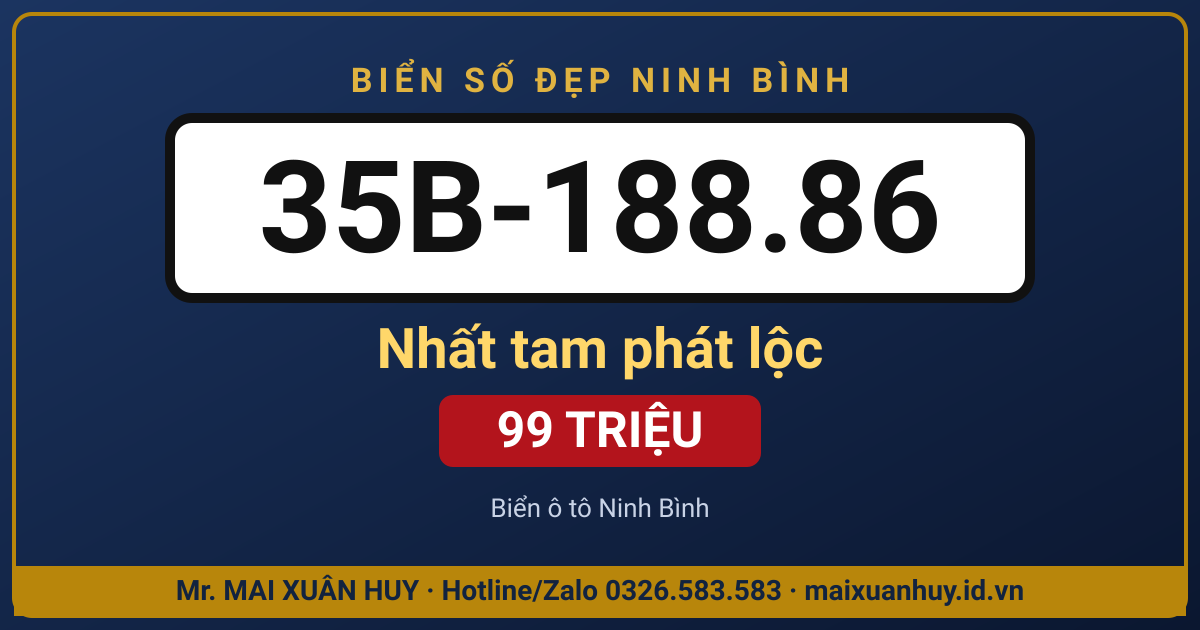 BIỂN SỐ ĐẸP NINH BÌNH
35B-188.86
Nhất tam phát lộc
99 TRIỆU
Biển ô tô Ninh Bình
Mr. MAI XUÂN HUY · Hotline/Zalo 0326.583.583 · maixuanhuy.id.vn